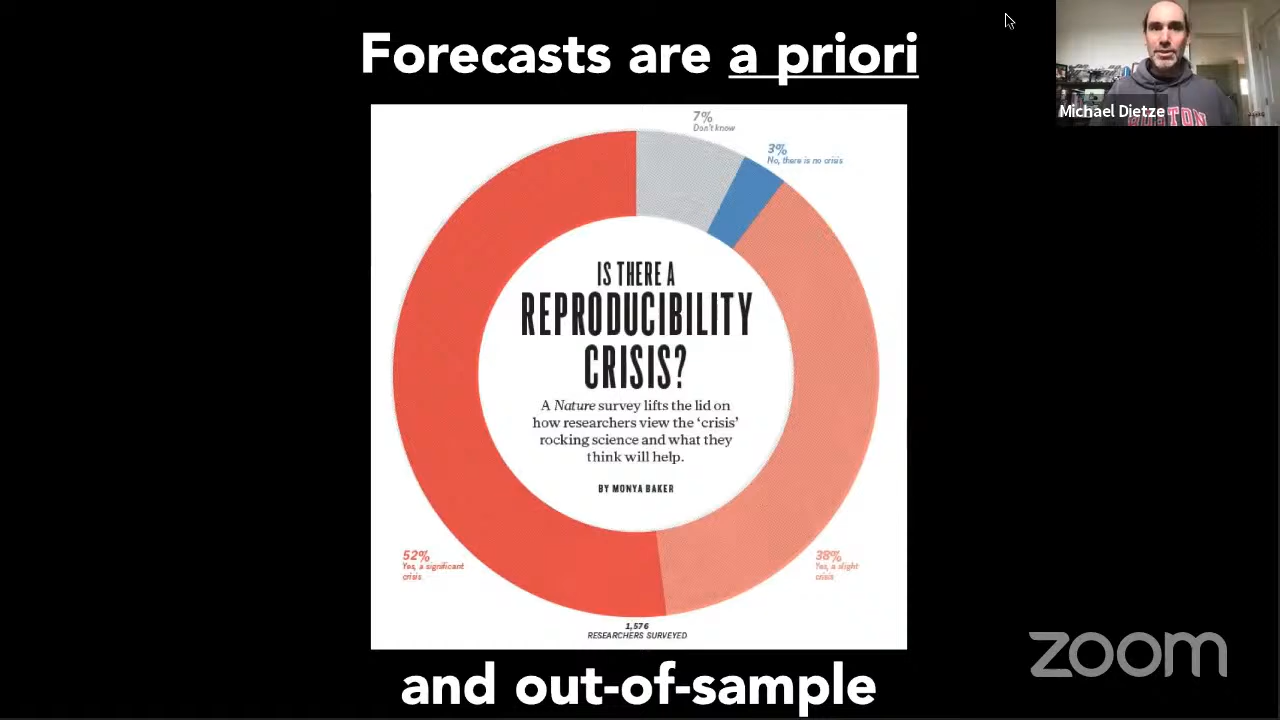 Forecasts are a priori
Michael Dietze
7%
Don't know
3%
No, there is no crisis
IS THERE A
REPRODUCIBILITY
CRISIS?
A Nature survey lifts the lid on
how researchers view the ‘crisis’
rocking science and what they
think will help.
BY MONYA BAKER
52%
Yes, a significant
crisis
38%
Yes, a slight
crisis
1,576
RESEARCHERS SURVEYED
zoom
and out-of-sample